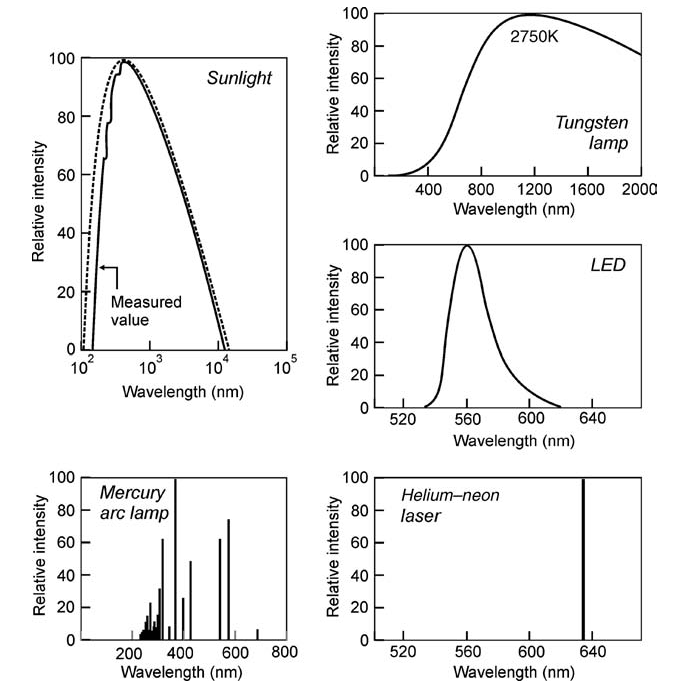 Sunlight
Relative intensity
100
80
60
40
20
0
Measured
value
10²
10³
10⁴
10⁵
Wavelength (nm)
2750K
Tungsten
lamp
Relative intensity
100
80
60
40
20
0
400 800 1200 1600 2000
Wavelength (nm)
LED
Relative intensity
100
80
60
40
20
0
520 560 600 640
Wavelength (nm)
Mercury
arc lamp
Relative intensity
100
80
60
40
20
0
200 400 600 800
Wavelength (nm)
Helium–neon
laser
Relative intensity
100
80
60
40
20
0
520 560 600 640
Wavelength (nm)